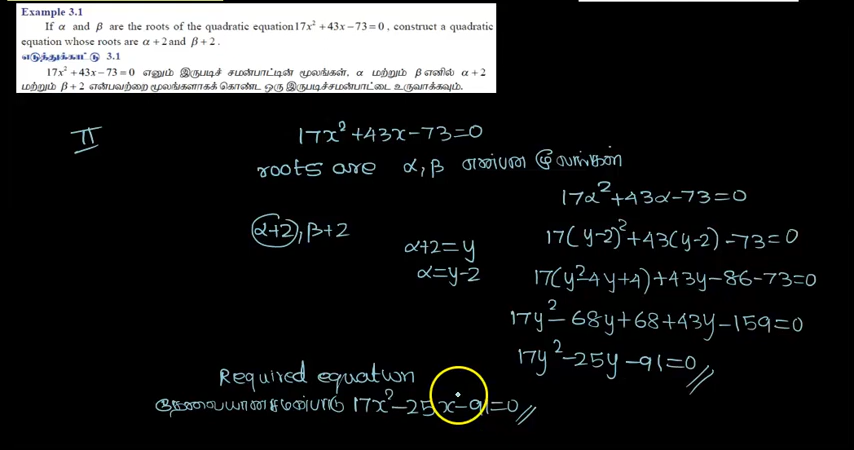 Example 3.1
If α and β are the roots of the quadratic equation 17x² + 43x − 73 = 0 , construct a quadratic
equation whose roots are α + 2 and β + 2 .
எடுத்துக்காட்டு 3.1
17x² + 43x − 73 = 0 எனும் இருபடிச் சமன்பாட்டின் மூலங்கள், α மற்றும் β எனில் α + 2
மற்றும் β + 2 என்பவற்றை மூலங்களாகக் கொண்ட ஒரு இருபடிச்சமன்பாட்டை உருவாக்கவும்.
II
17x² + 43x − 73 = 0
roots are α, β என்பன மூலங்கள்
17α² + 43α − 73 = 0
α+2, β+2
α+2 = y
α = y−2
17(y−2)² + 43(y−2) − 73 = 0
17(y² − 4y + 4) + 43y − 86 − 73 = 0
17y² − 68y + 68 + 43y − 159 = 0
17y² − 25y − 91 = 0 //
Required equation
தேவையான சமன்பாடு 17x² − 25x − 91 = 0 //